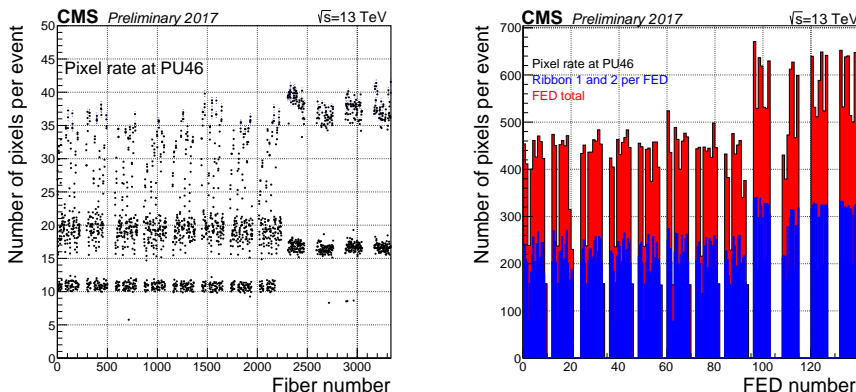 CMS Preliminary 2017 √s=13 TeV
Number of pixels per event
Pixel rate at PU46
50
45
40
35
30
25
20
15
10
5
0
0 500 1000 1500 2000 2500 3000
Fiber number
CMS Preliminary 2017 √s=13 TeV
Number of pixels per event
Pixel rate at PU46
Ribbon 1 and 2 per FED
FED total
700
600
500
400
300
200
100
0
0 20 40 60 80 100 120
FED number